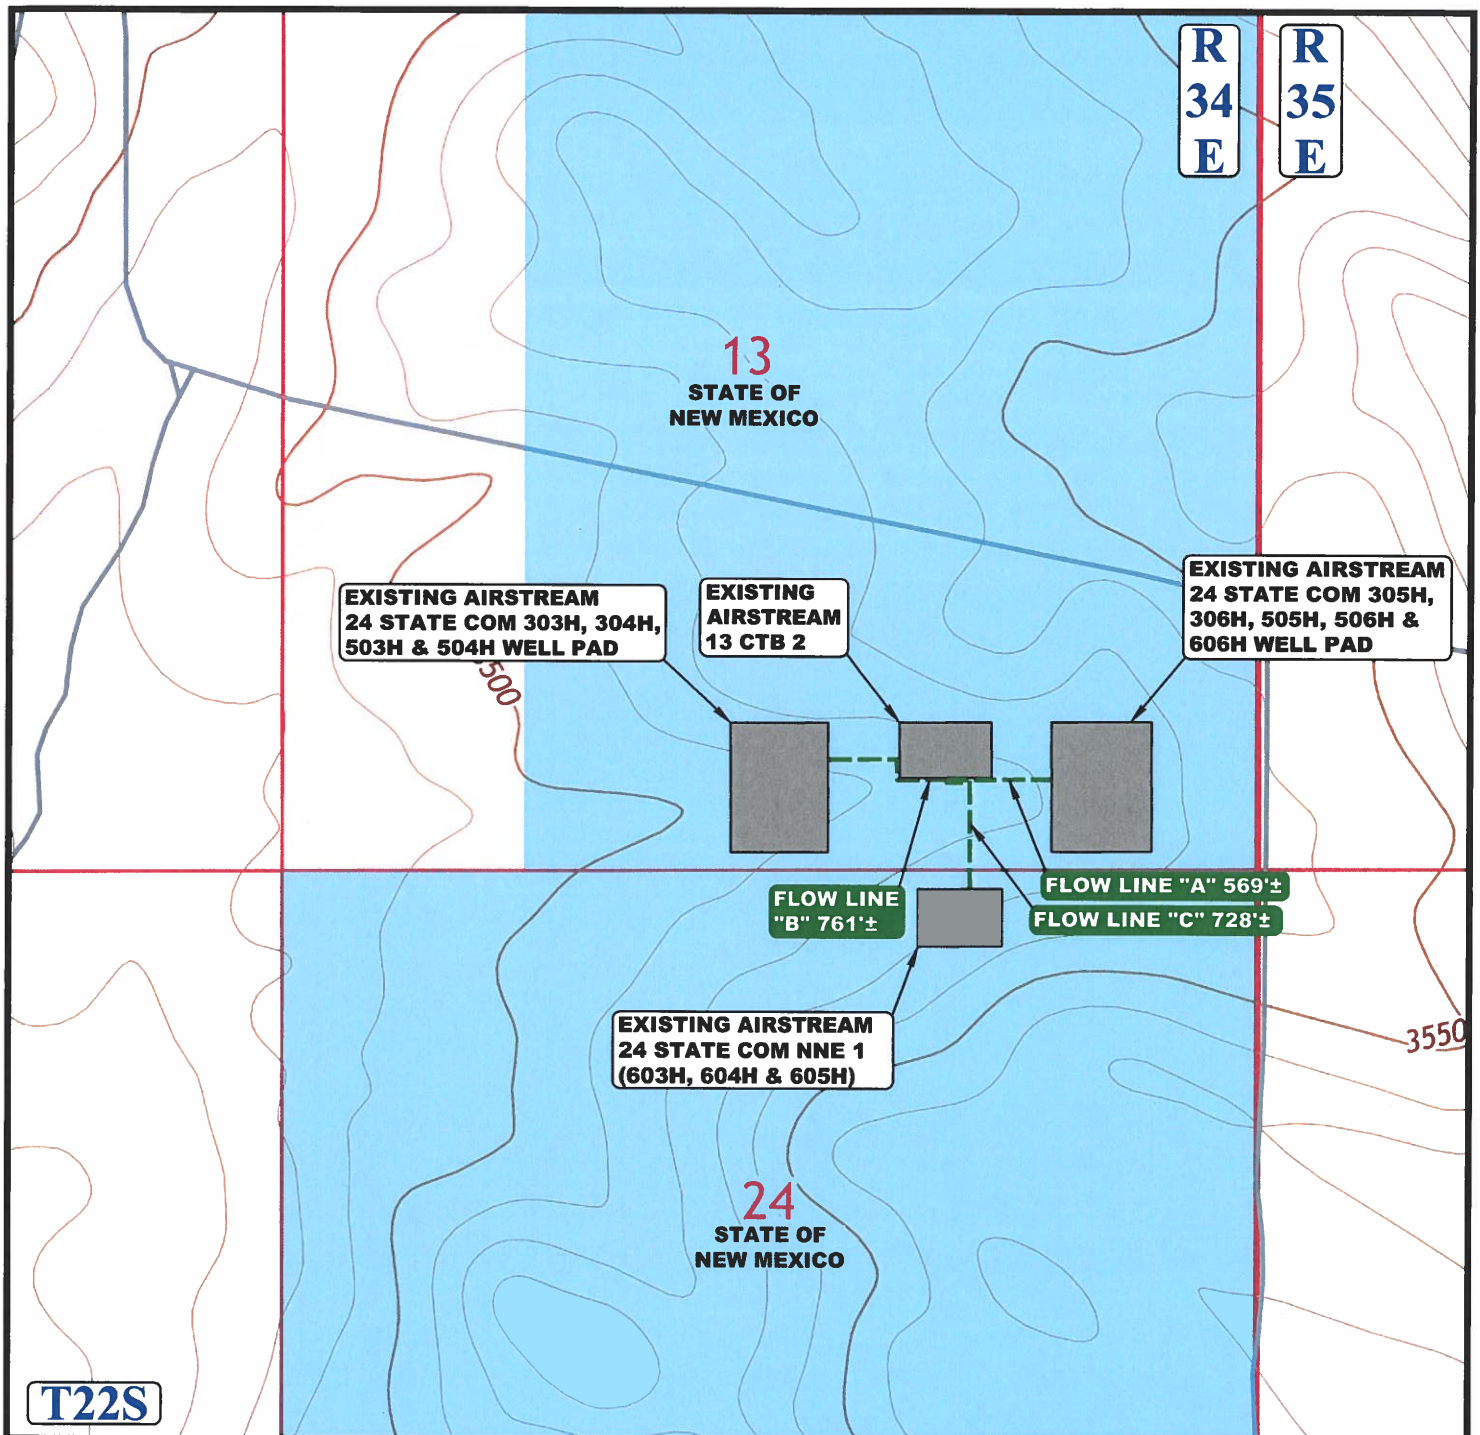 R
34
E
R
35
E
13
STATE OF
NEW MEXICO
EXISTING AIRSTREAM
24 STATE COM 303H, 304H,
503H & 504H WELL PAD
EXISTING
AIRSTREAM
13 CTB 2
EXISTING AIRSTREAM
24 STATE COM 305H,
306H, 505H, 506H &
606H WELL PAD
500
FLOW LINE
"B" 761'±
FLOW LINE "A" 569'±
FLOW LINE "C" 728'±
EXISTING AIRSTREAM
24 STATE COM NNE 1
(603H, 604H & 605H)
3550
24
STATE OF
NEW MEXICO
T22S